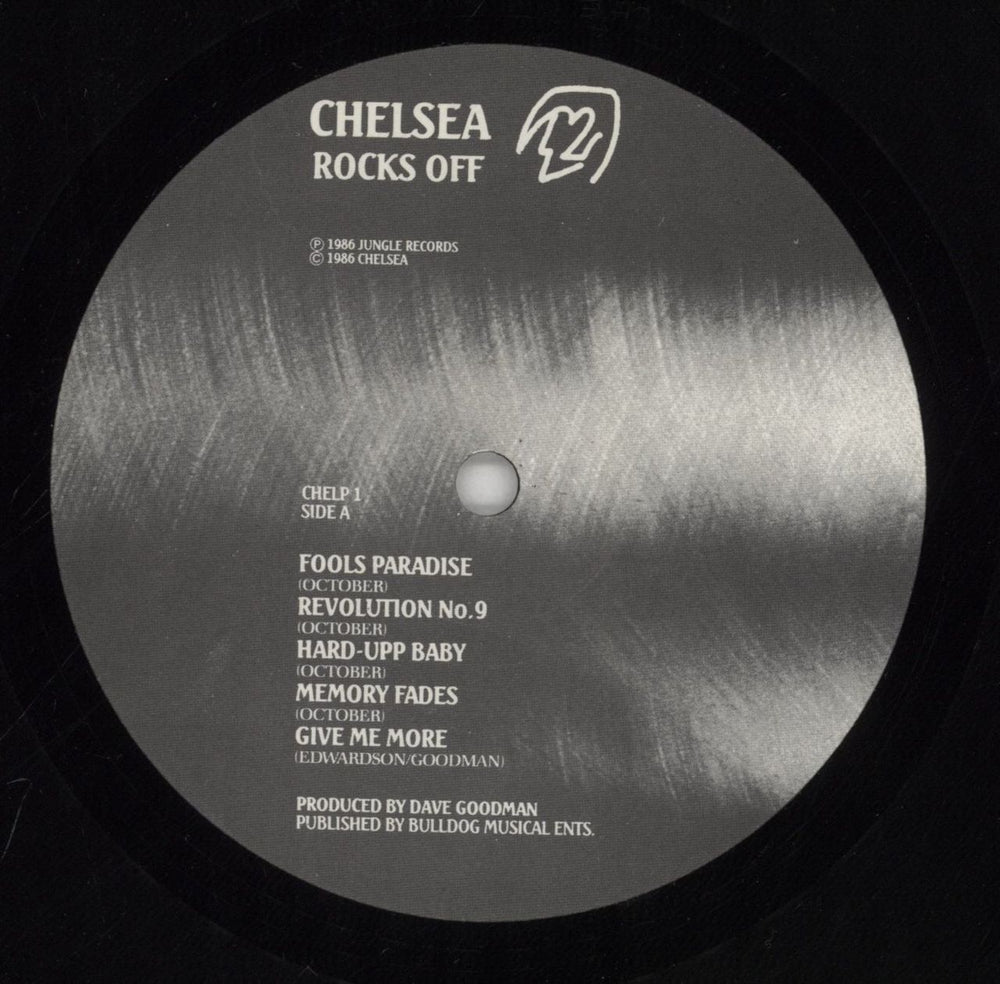 CHELSEA
ROCKS OFF
℗ 1986 JUNGLE RECORDS
© 1986 CHELSEA
CHELP 1
SIDE A
FOOLS PARADISE
(OCTOBER)
REVOLUTION No.9
(OCTOBER)
HARD-UPP BABY
(OCTOBER)
MEMORY FADES
(OCTOBER)
GIVE ME MORE
(EDWARDSON/GOODMAN)
PRODUCED BY DAVE GOODMAN
PUBLISHED BY BULLDOG MUSICAL ENTS.